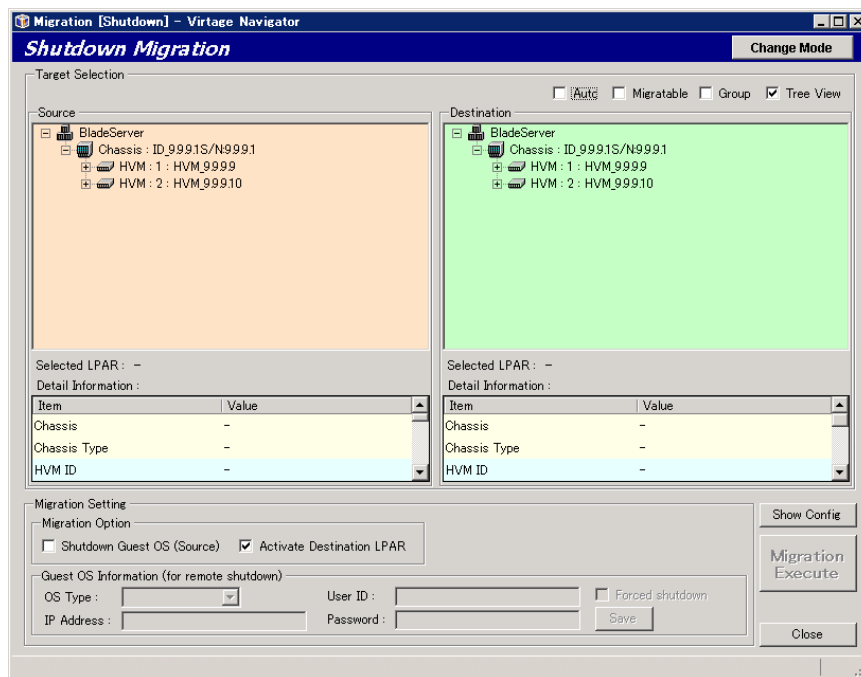 Migration [Shutdown] - Virtage Navigator
Shutdown Migration
Change Mode
Target Selection
Auto Migratable Group Tree View
Source
BladeServer
Chassis : ID_9.9.9.1S/N-9.9.9.1
HVM : 1 : HVM_9.9.9.9
HVM : 2 : HVM_9.9.9.10
Destination
BladeServer
Chassis : ID_9.9.9.1S/N-9.9.9.1
HVM : 1 : HVM_9.9.9.9
HVM : 2 : HVM_9.9.9.10
Selected LPAR : -
Detail Information :
Item Value
Chassis -
Chassis Type -
HVM ID -
Selected LPAR : -
Detail Information :
Item Value
Chassis -
Chassis Type -
HVM ID -
Migration Setting
Migration Option
Shutdown Guest OS (Source) Activate Destination LPAR
Guest OS Information (for remote shutdown)
OS Type : User ID : Forced shutdown
IP Address : Password : Save
Show Config
Migration
Execute
Close